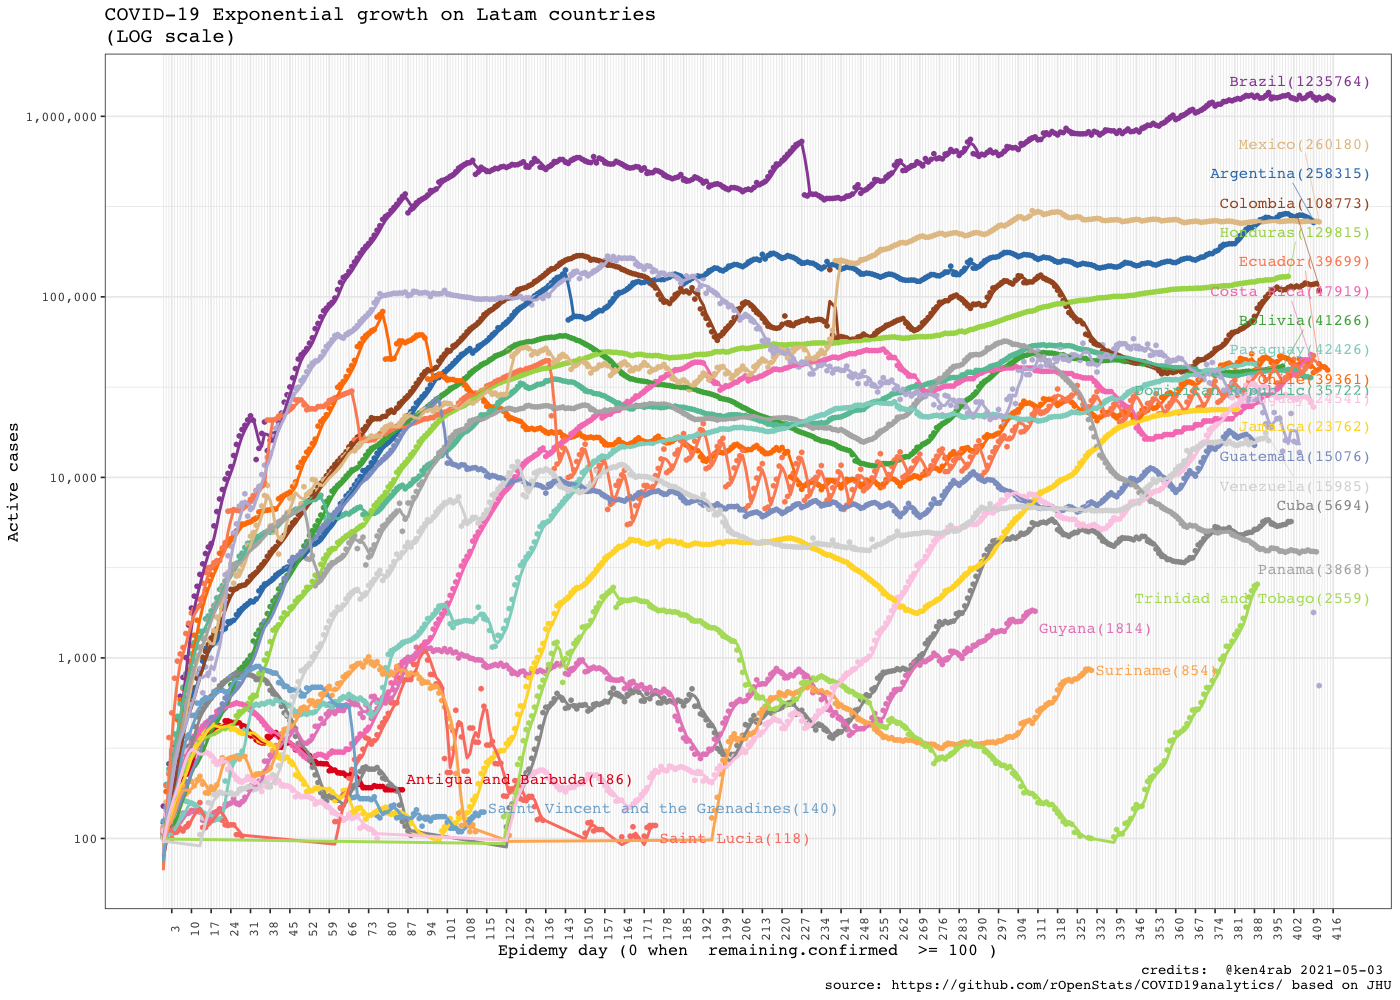 COVID-19 Exponential growth on Latam countries
(LOG scale)
Active cases
1,000,000
100,000
10,000
1,000
100
Brazil(1235764)
Mexico(260180)
Argentina(258315)
Colombia(108773)
Honduras(129815)
Ecuador(39699)
Costa Rica(47919)
Bolivia(41266)
Paraguay(42426)
Chile(39361)
Dominican Republic(35722)
Jamaica(23762)
Guatemala(15076)
Venezuela(15985)
Cuba(5694)
Panama(3868)
Trinidad and Tobago(2559)
Guyana(1814)
Suriname(854)
Antigua and Barbuda(186)
Saint Vincent and the Grenadines(140)
Saint Lucia(118)
3 10 17 24 31 38 45 52 59 66 73 80 87 94 101 108 115 122 129 136 143 150 157 164 171 178 185 192 199 206 213 220 227 234 241 248 255 262 269 276 283 290 297 304 311 318 325 332 339 346 353 360 367 374 381 388 395 402 409 416
Epidemy day (0 when remaining.confirmed >= 100 )
credits: @ken4rab 2021-05-03
source: https://github.com/rOpenStats/COVID19analytics/ based on JHU